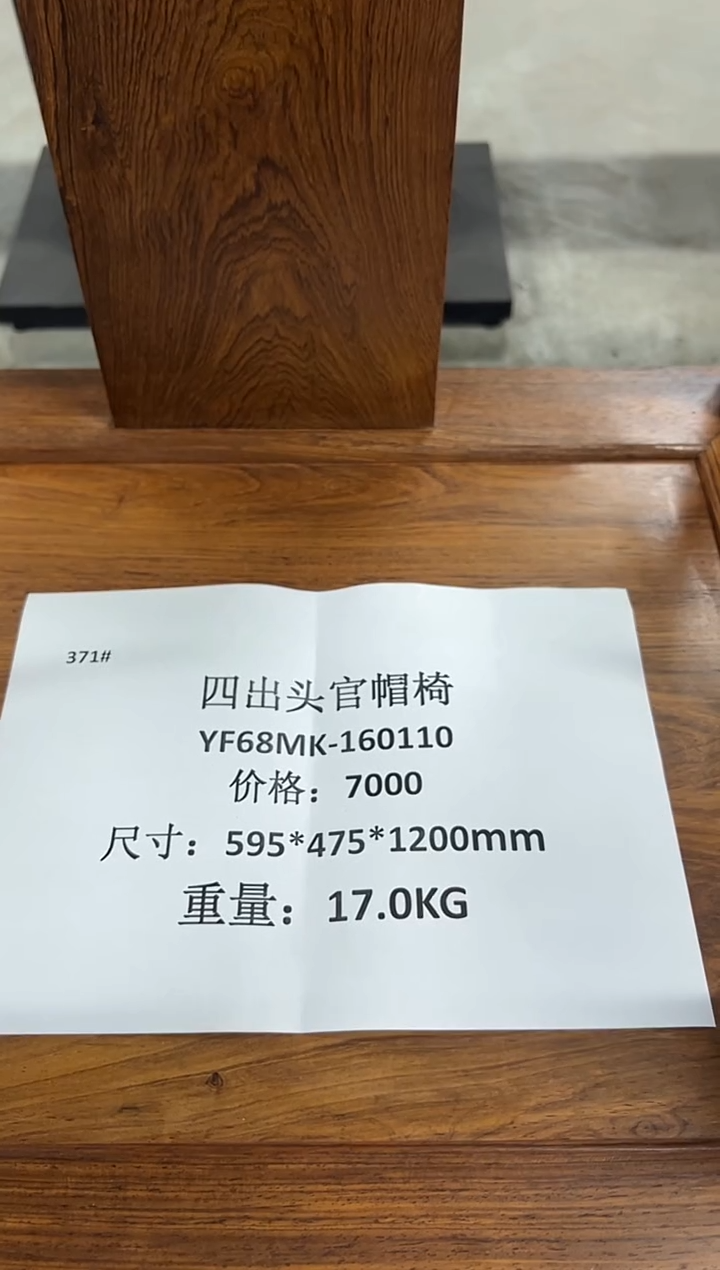 371#
四出头官帽椅
YF68MK-160110
价格：7000
尺寸：595*475*1200mm
重量：17.0KG